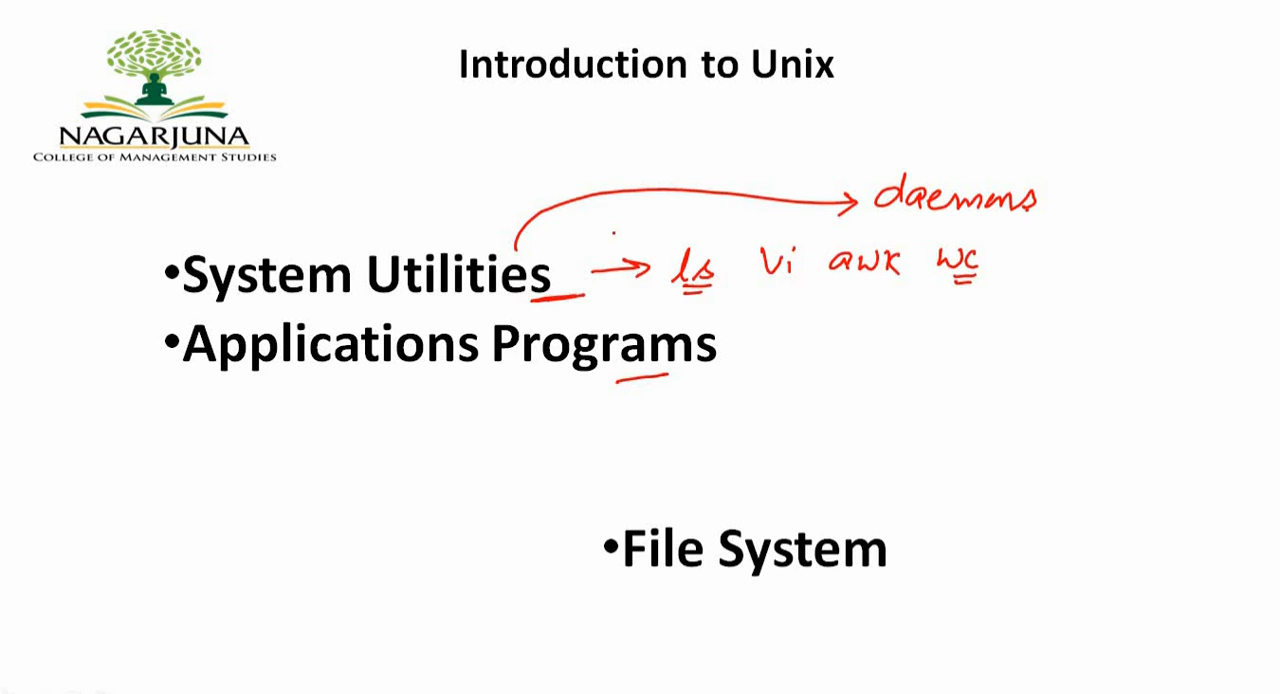 Introduction to Unix
NAGARJUNA
COLLEGE OF MANAGEMENT STUDIES
daemons
•System Utilities → ls vi awk wc
•Applications Programs
•File System